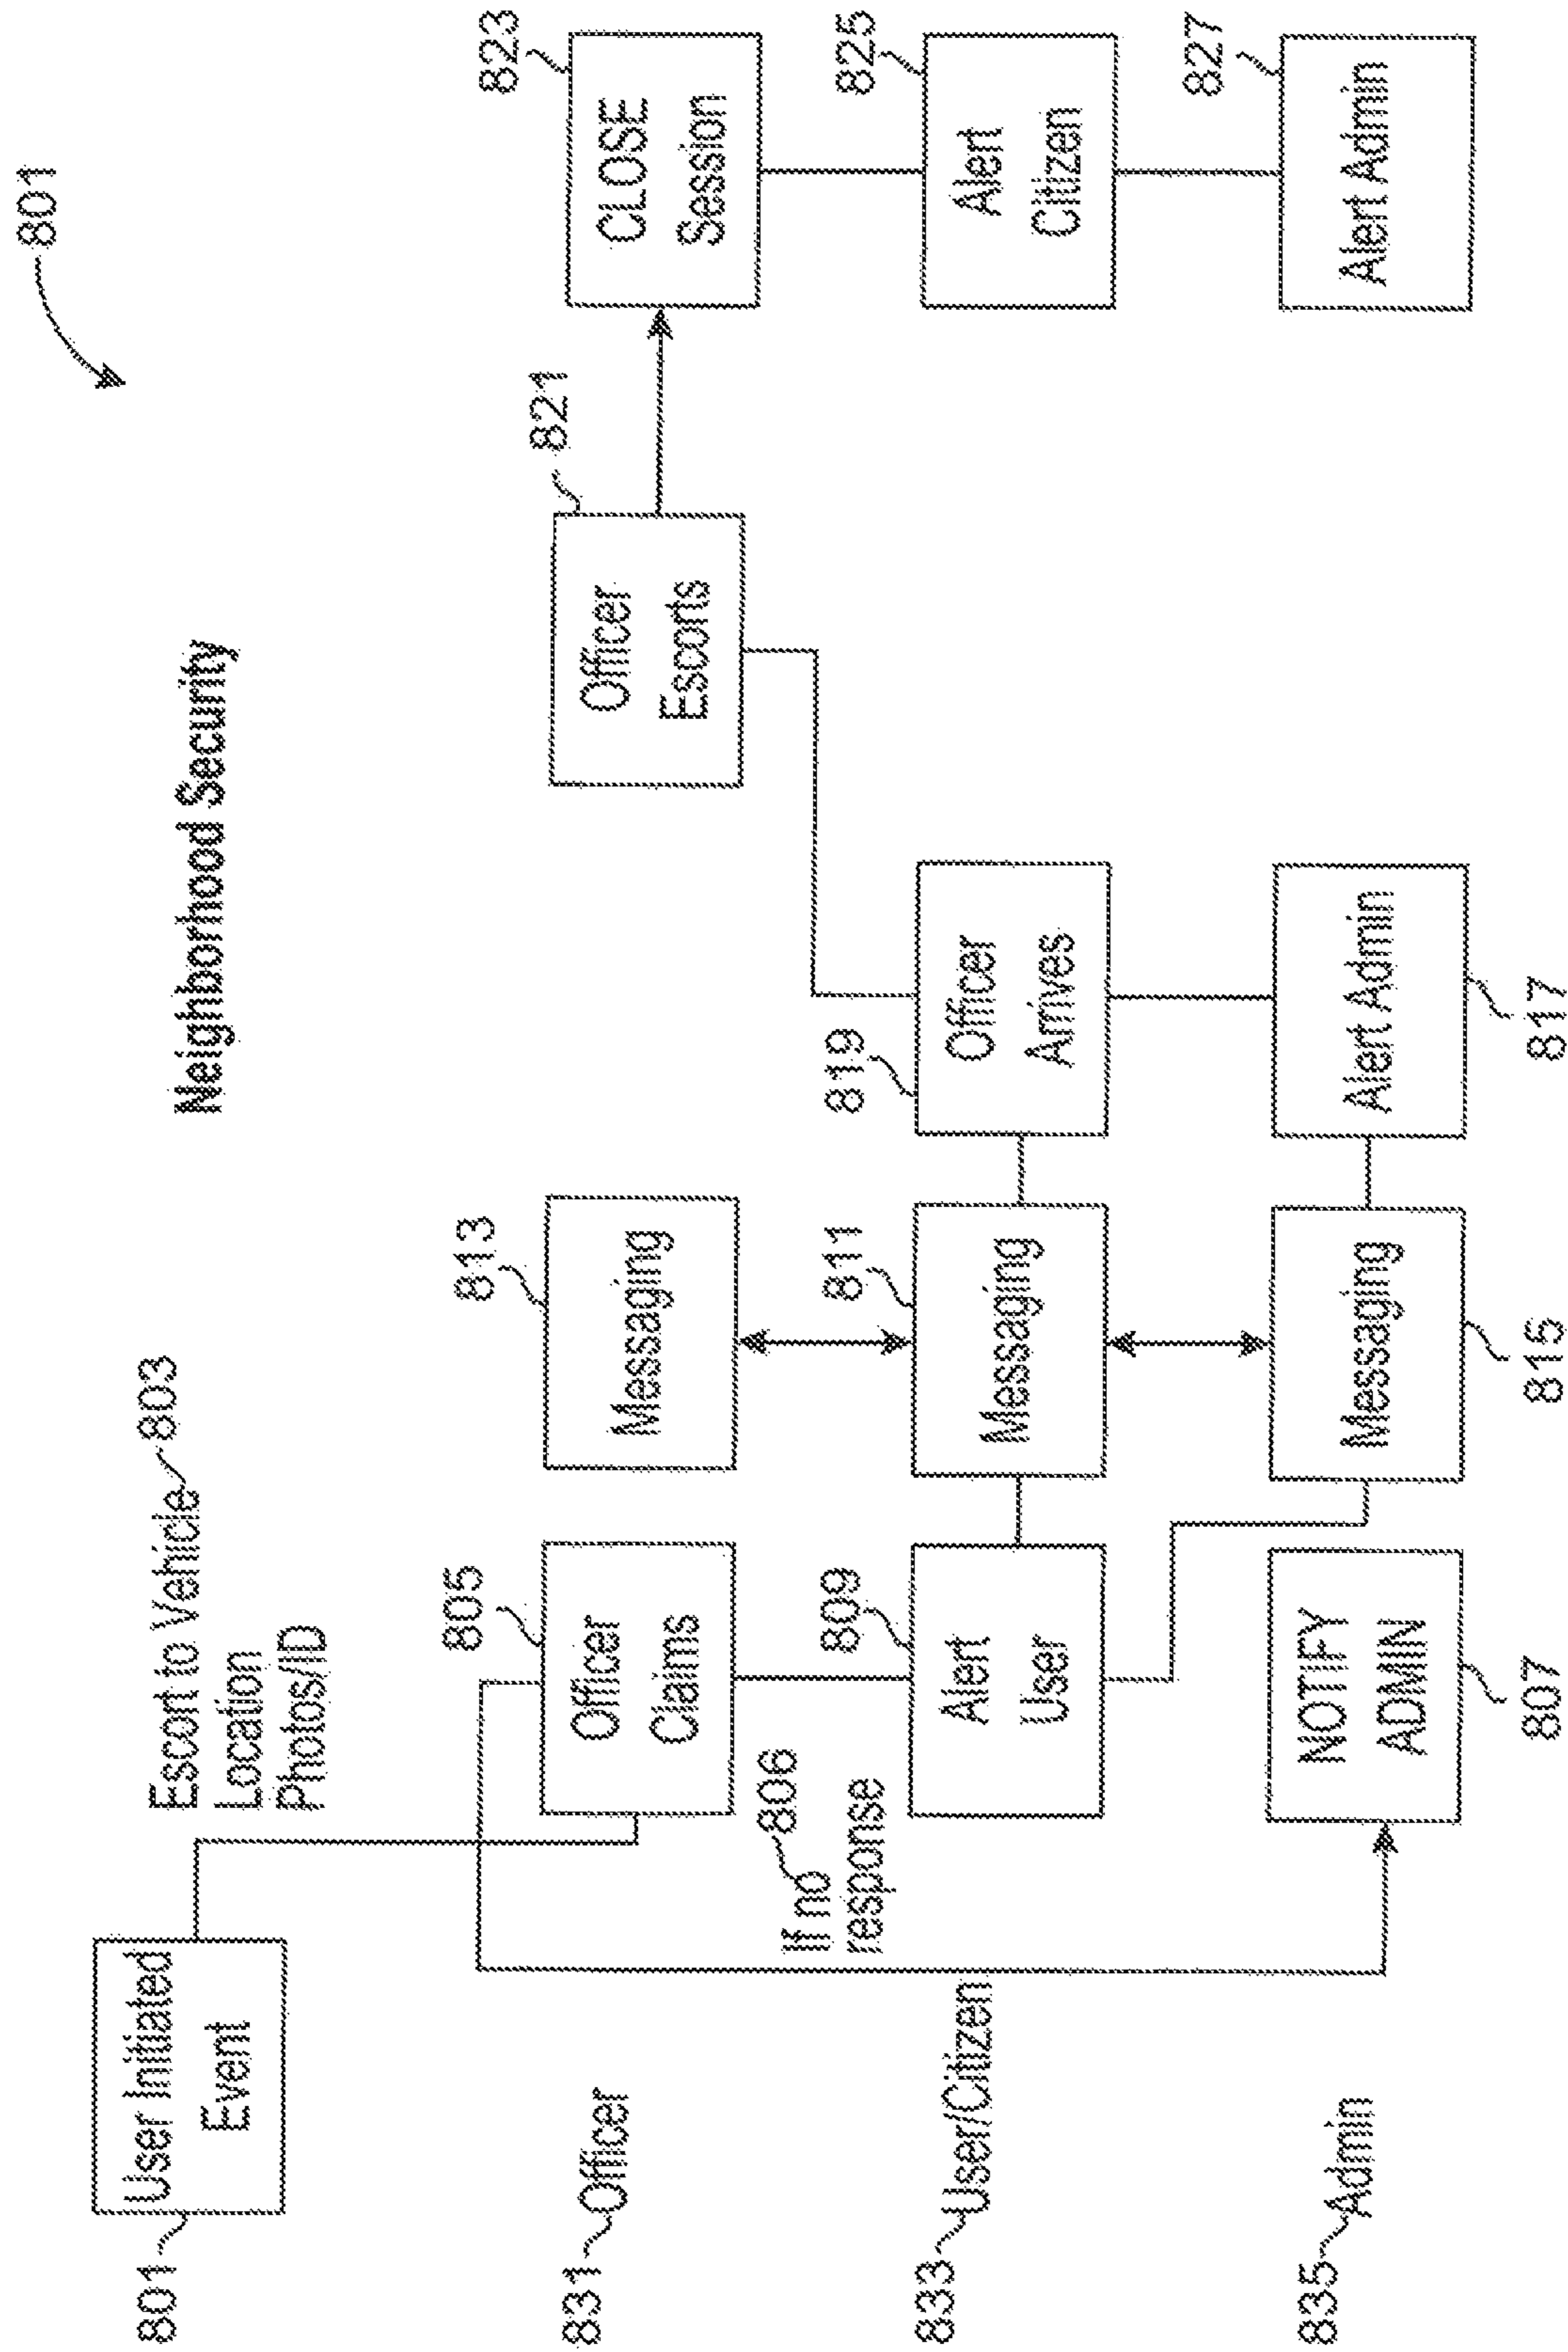 801
Neighborhood Security
801
User Initiated
Event
Escort to Vehicle 803
Location
Photos/ID
831 Officer
805
Officer
Claims
813
Messaging
821
Officer
Escorts
823
CLOSE
Session
If no 806
response
833 User/Citizen
809
Alert
User
811
Messaging
819
Officer
Arrives
825
Alert
Citizen
835 Admin
NOTIFY
ADMIN
807
Messaging
815
Alert Admin
817
827
Alert Admin